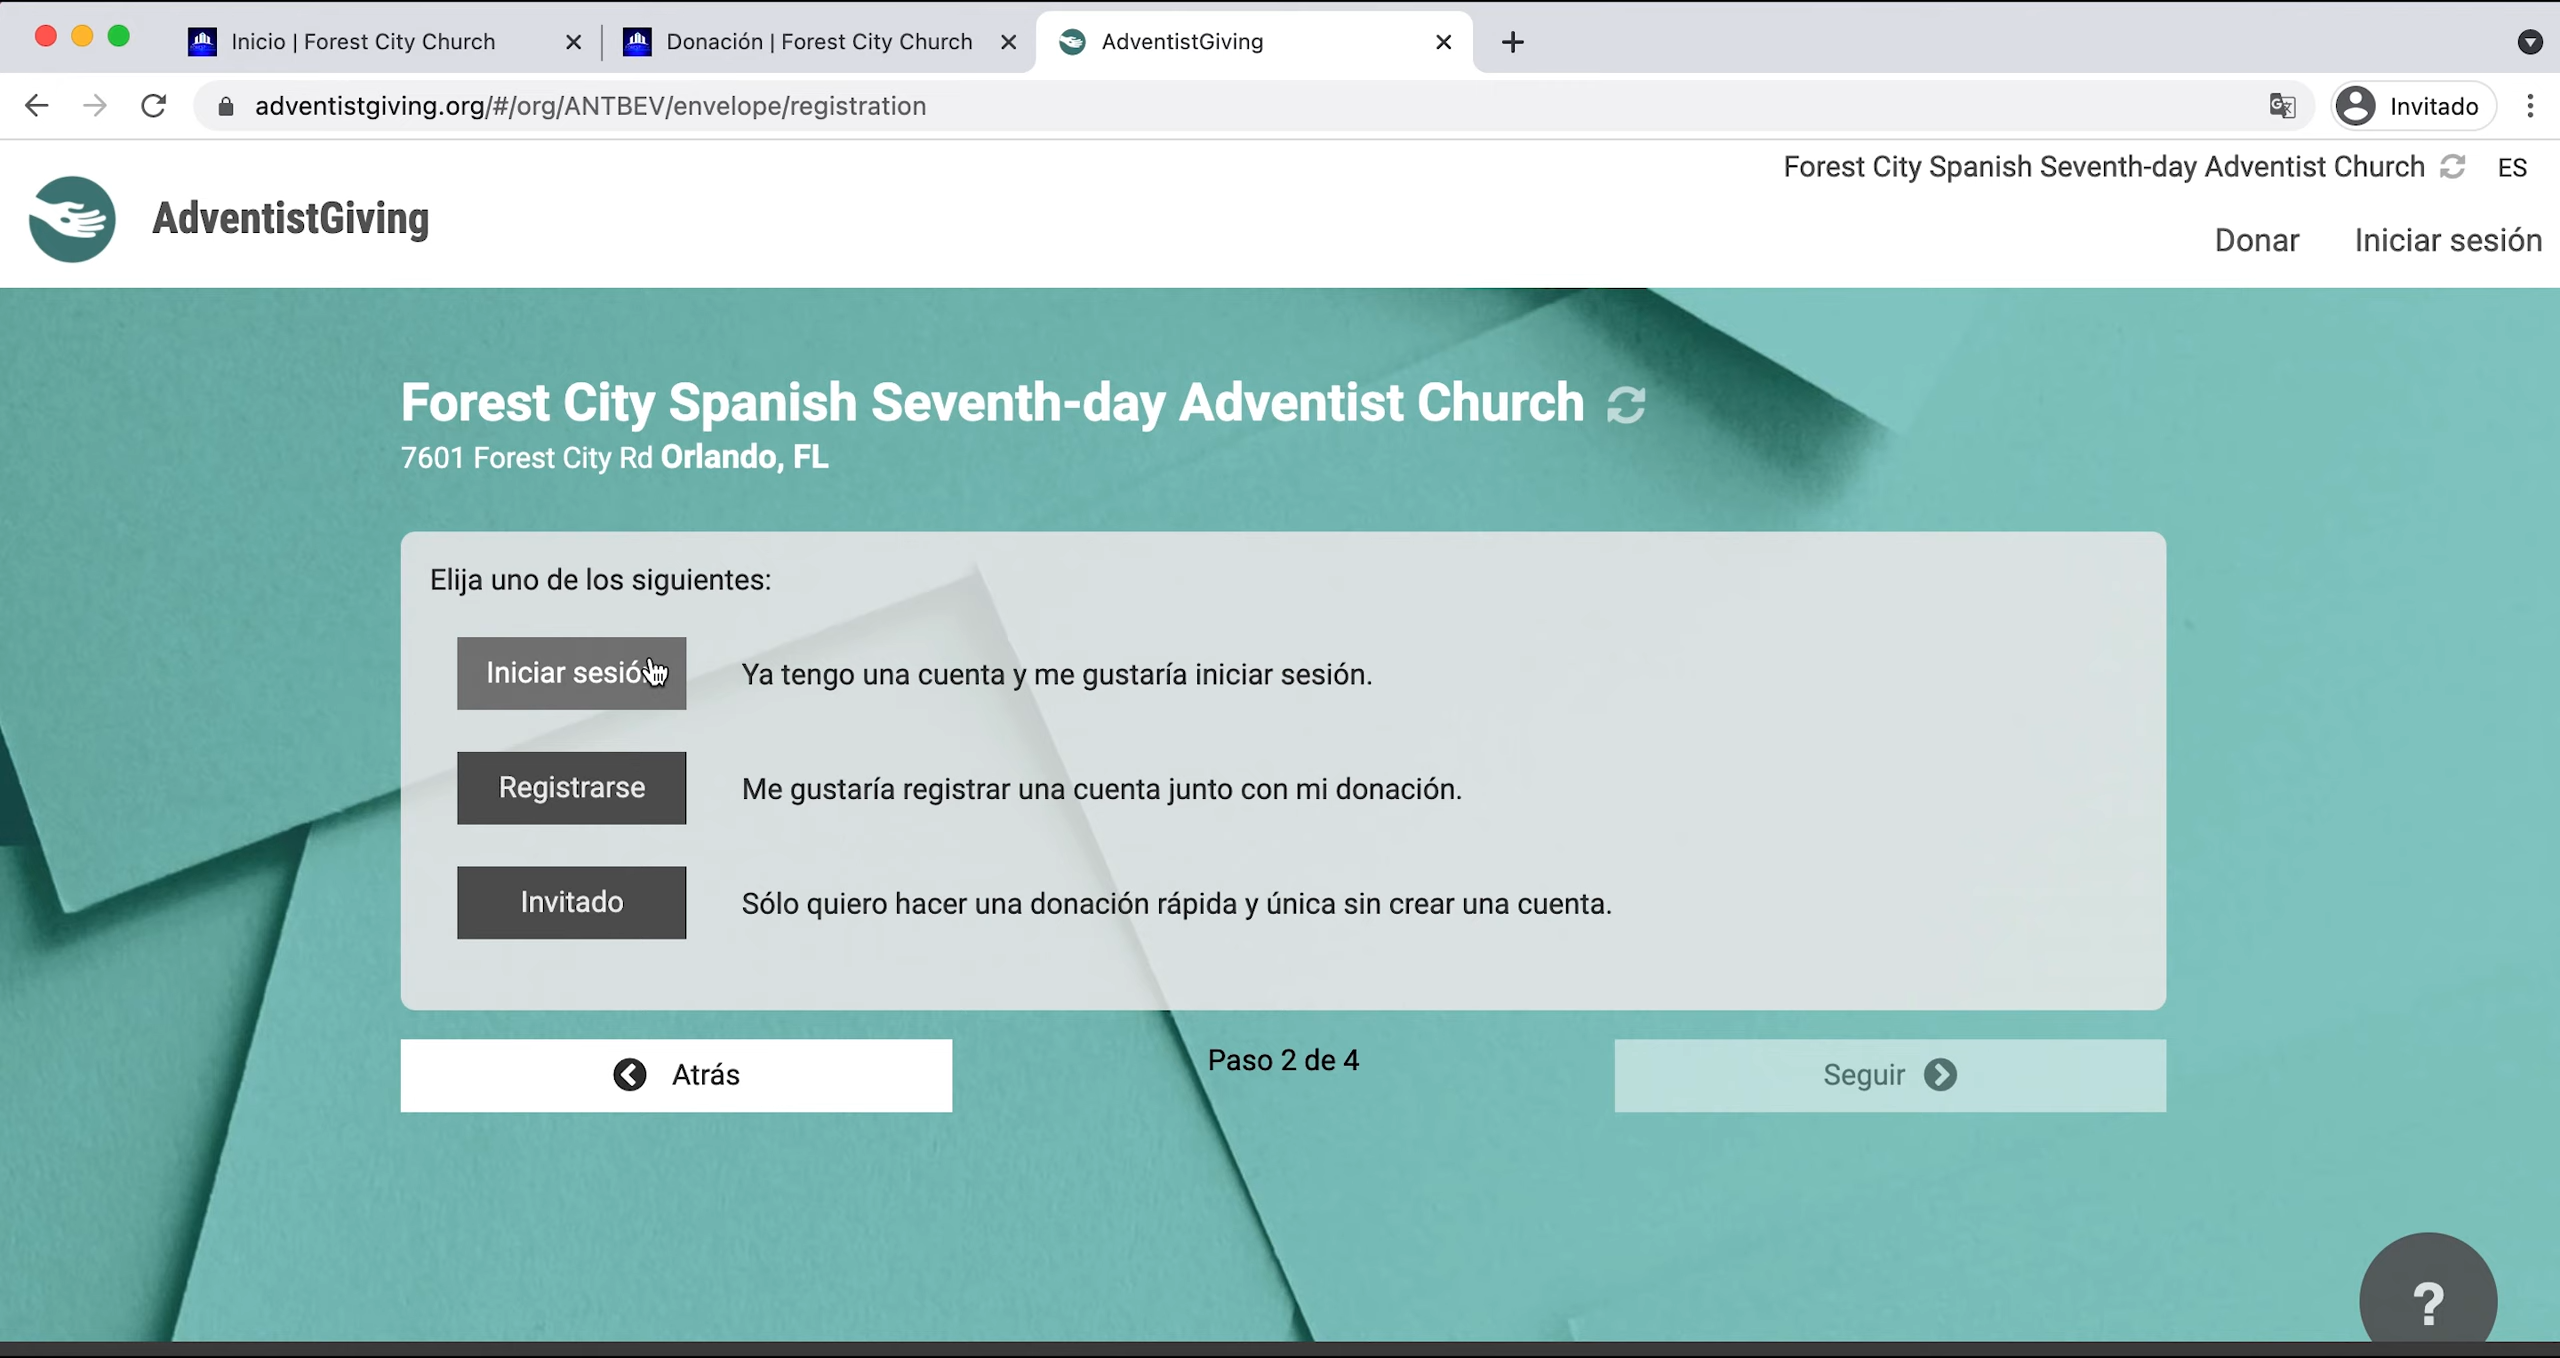 Inicio | Forest City Church
Donación | Forest City Church
AdventistGiving
adventistgiving.org/#/org/ANTBEV/envelope/registration
Invitado
Forest City Spanish Seventh-day Adventist Church
ES
AdventistGiving
Donar
Iniciar sesión
Forest City Spanish Seventh-day Adventist Church
7601 Forest City Rd Orlando, FL
Elija uno de los siguientes:
Iniciar sesión
Ya tengo una cuenta y me gustaría iniciar sesión.
Registrarse
Me gustaría registrar una cuenta junto con mi donación.
Invitado
Sólo quiero hacer una donación rápida y única sin crear una cuenta.
Atrás
Paso 2 de 4
Seguir
?